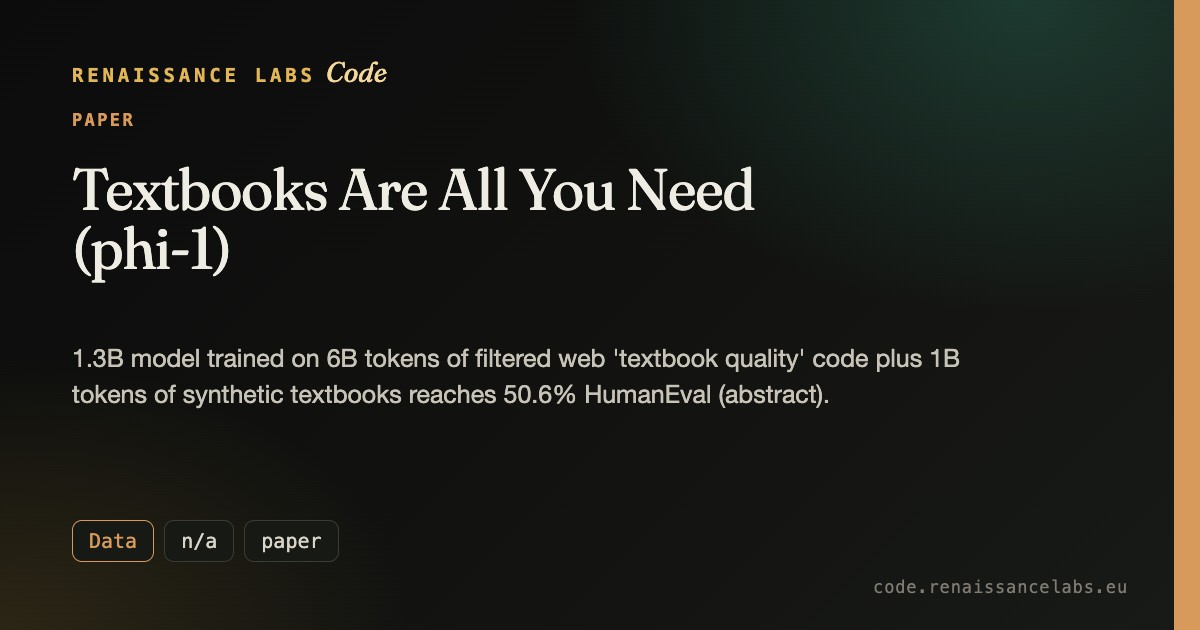 RENAISSANCE LABS Code
PAPER
Textbooks Are All You Need
(phi-1)
1.3B model trained on 6B tokens of filtered web 'textbook quality' code plus 1B
tokens of synthetic textbooks reaches 50.6% HumanEval (abstract).
Data n/a paper
code.renaissancelabs.eu